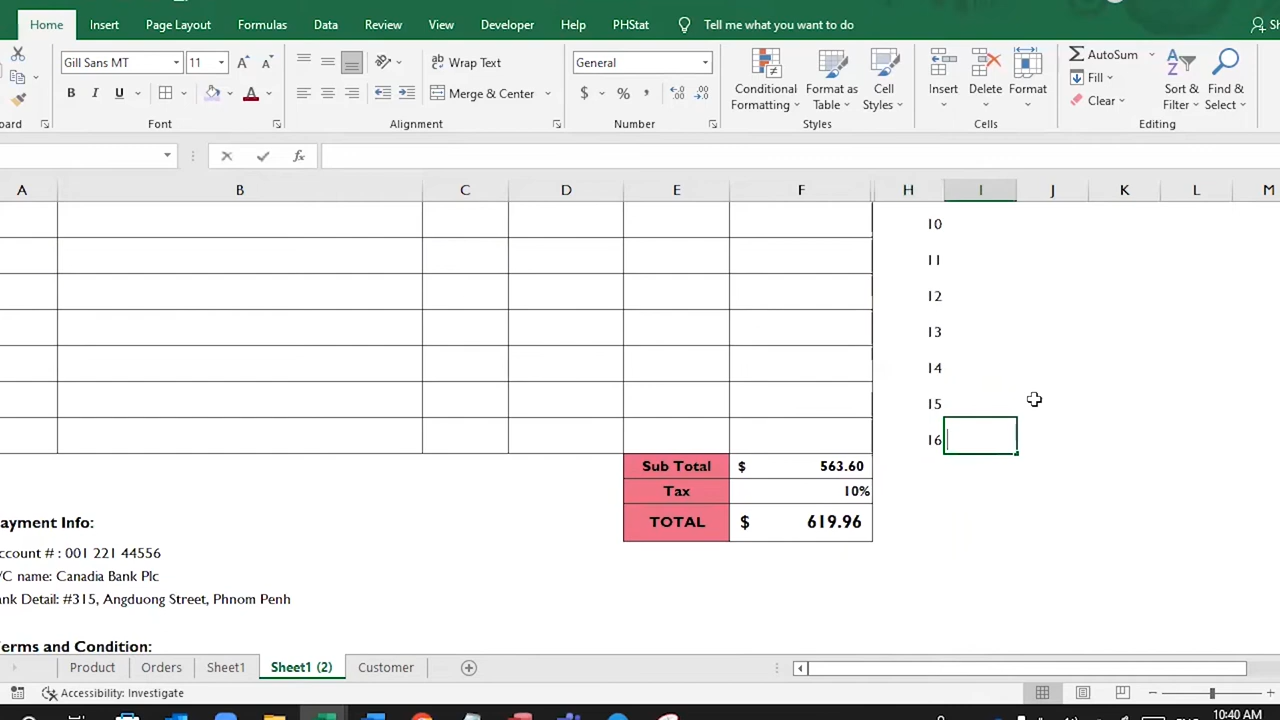 Home Insert Page Layout Formulas Data Review View Developer Help PHStat Tell me what you want to do
Gill Sans MT 11 Wrap Text General Conditional Formatting Format as Table Cell Styles Insert Delete Format AutoSum Fill Clear Sort & Filter Find & Select
B I U A Merge & Center $ %
Font Alignment Number Styles Cells Editing
fx
A B C D E F H I J K L M
10
11
12
13
14
15
16
Sub Total $ 563.60
Tax 10%
TOTAL $ 619.96
ayment Info:
ccount # : 001 221 44556
/C name: Canadia Bank Plc
ank Detail: #315, Angduong Street, Phnom Penh
erms and Condition:
Product Orders Sheet1 Sheet1 (2) Customer
Accessibility: Investigate
10:40 AM